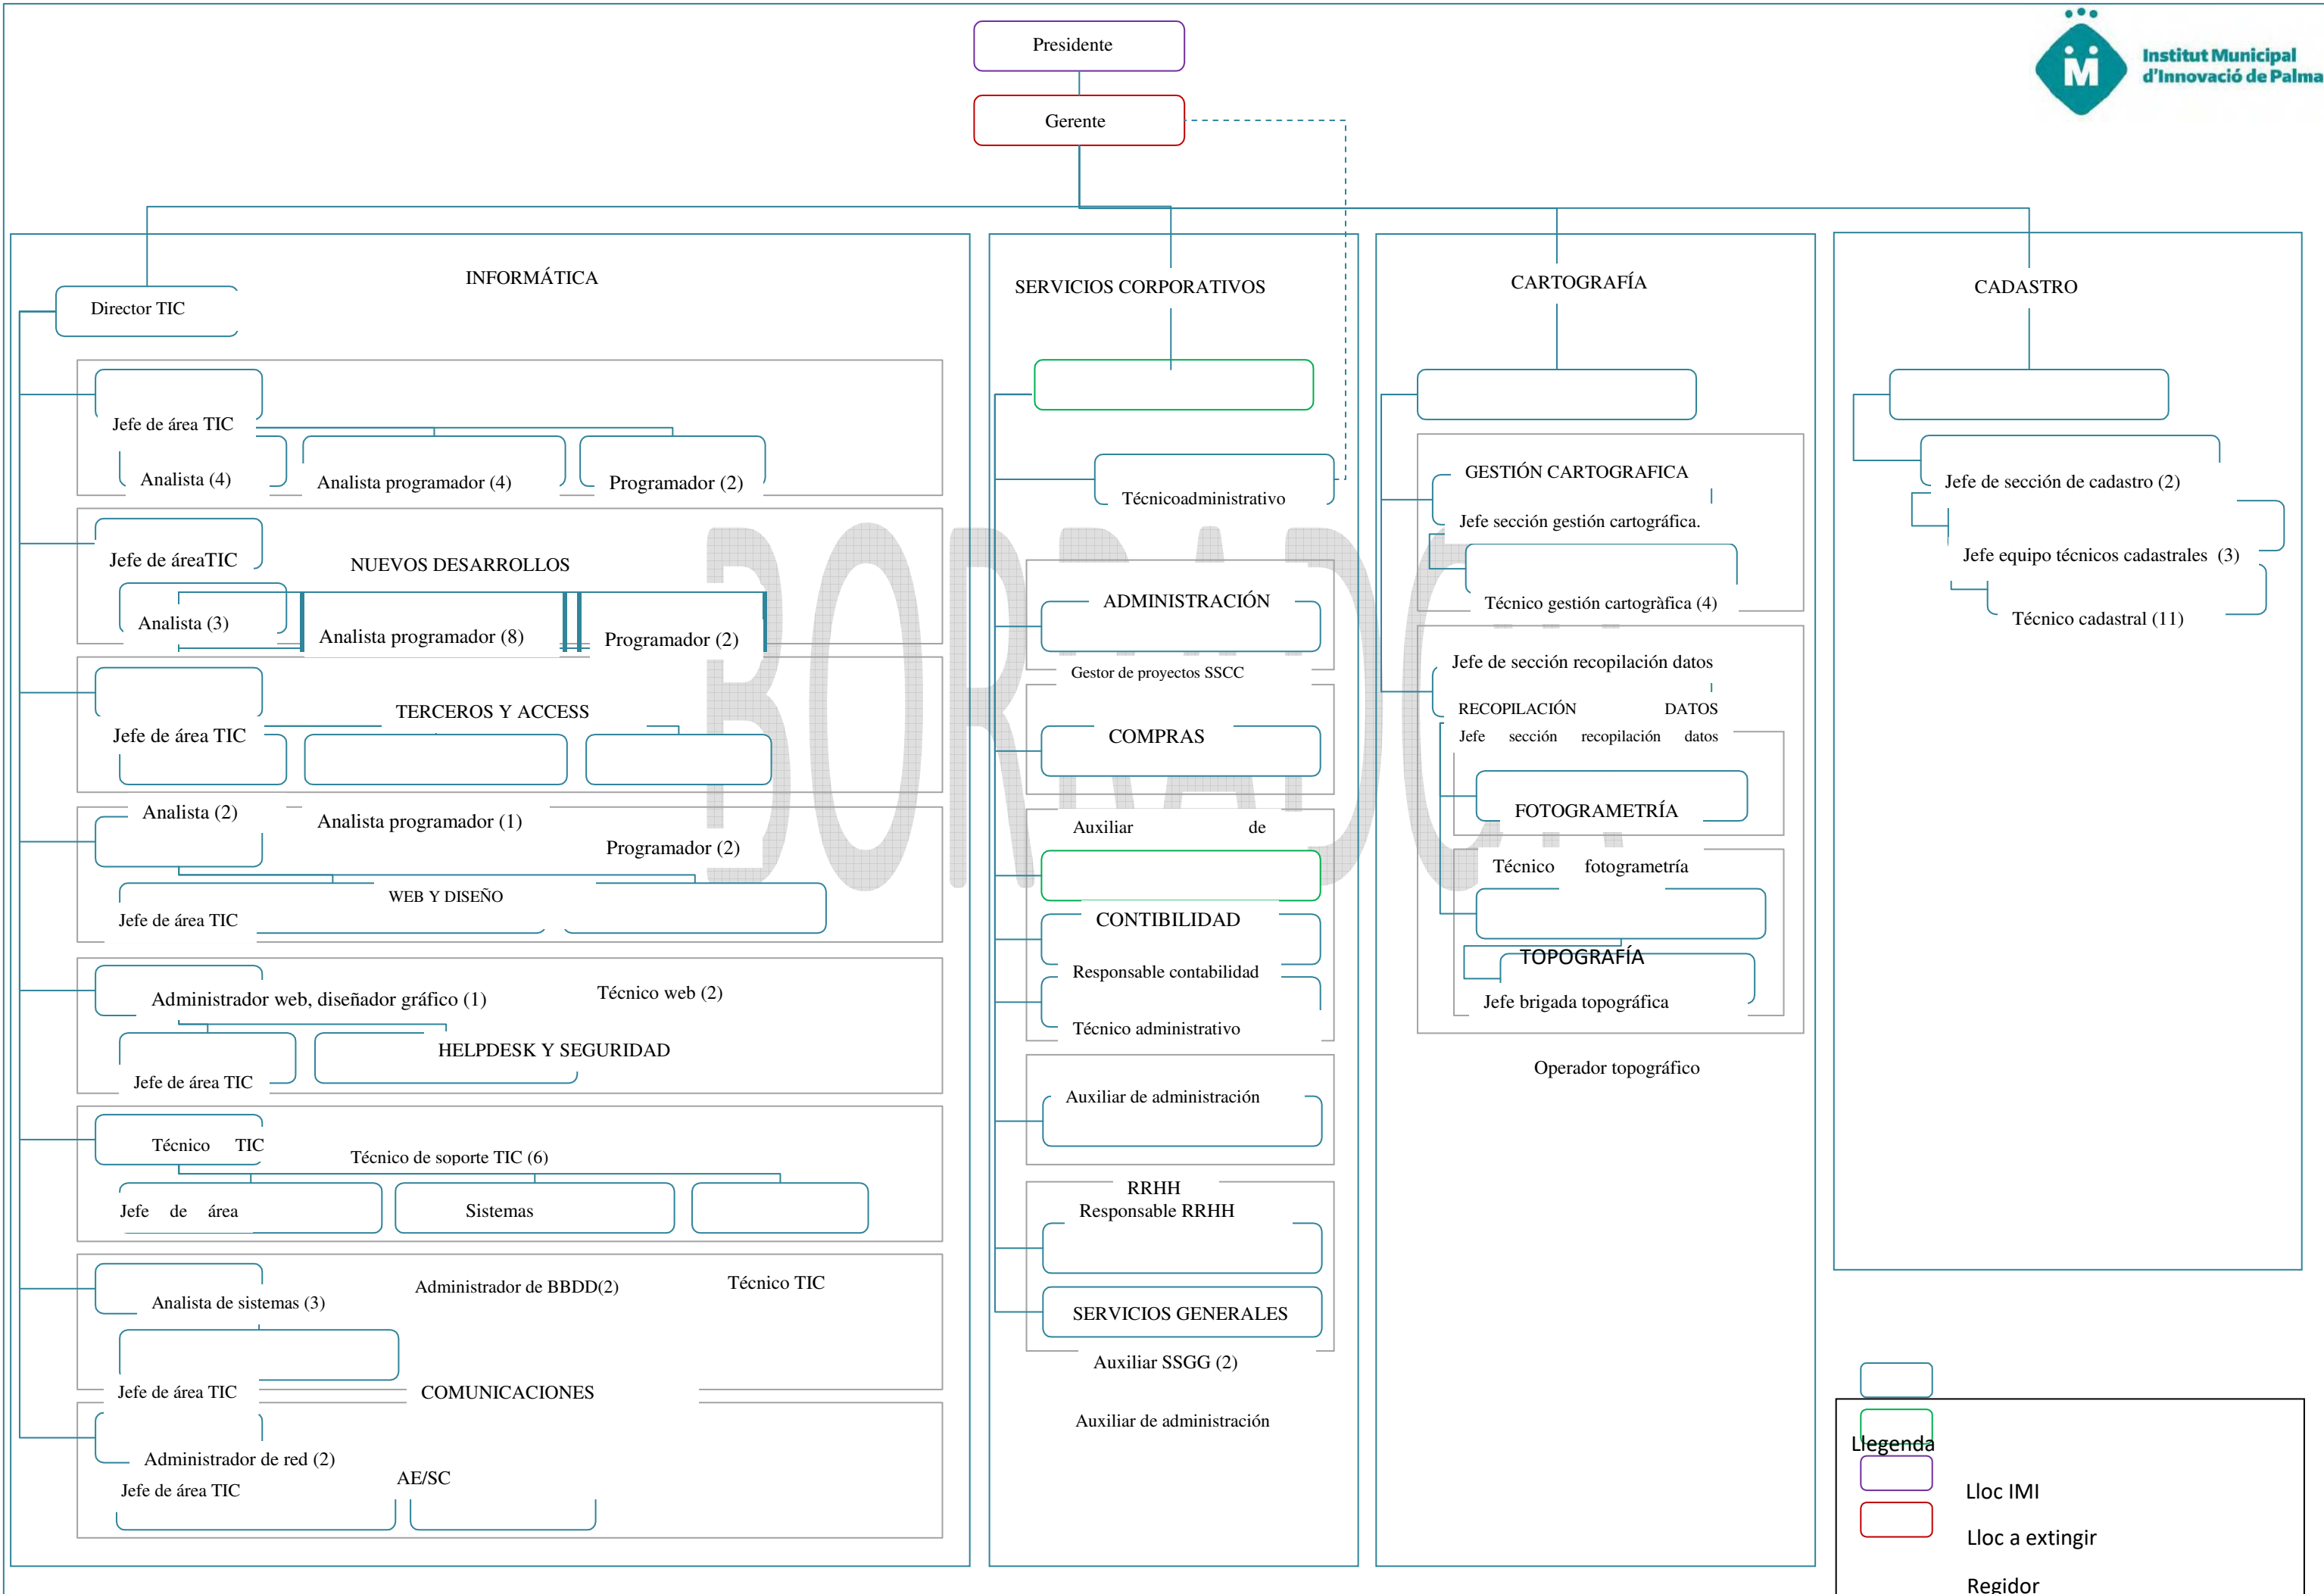 Presidente
Gerente
Institut Municipal
d'Innovació de Palma
INFORMÁTICA
Director TIC
Jefe de área TIC
Analista (4)
Analista programador (4)
Programador (2)
Jefe de áreaTIC
NUEVOS DESARROLLOS
Analista (3)
Analista programador (8)
Programador (2)
TERCEROS Y ACCESS
Jefe de área TIC
Analista (2)
Analista programador (1)
Programador (2)
WEB Y DISEÑO
Jefe de área TIC
Administrador web, diseñador gráfico (1)
Técnico web (2)
HELPDESK Y SEGURIDAD
Jefe de área TIC
Técnico TIC
Técnico de soporte TIC (6)
Jefe de área
Sistemas
Analista de sistemas (3)
Administrador de BBDD(2)
Técnico TIC
Jefe de área TIC
COMUNICACIONES
Administrador de red (2)
Jefe de área TIC
AE/SC
SERVICIOS CORPORATIVOS
Técnicoadministrativo
ADMINISTRACIÓN
Gestor de proyectos SSCC
COMPRAS
Auxiliar de
CONTIBILIDAD
Responsable contabilidad
Técnico administrativo
Auxiliar de administración
RRHH
Responsable RRHH
SERVICIOS GENERALES
Auxiliar SSGG (2)
Auxiliar de administración
CARTOGRAFÍA
GESTIÓN CARTOGRAFICA
Jefe sección gestión cartográfica.
Técnico gestión cartogràfica (4)
Jefe de sección recopilación datos
RECOPILACIÓN DATOS
Jefe sección recopilación datos
FOTOGRAMETRÍA
Técnico fotogrametría
TOPOGRAFÍA
Jefe brigada topográfica
Operador topográfico
CADASTRO
Jefe de sección de cadastro (2)
Jefe equipo técnicos cadastrales (3)
Técnico cadastral (11)
BORRADOR
Llegenda
Lloc IMI
Lloc a extingir
Regidor